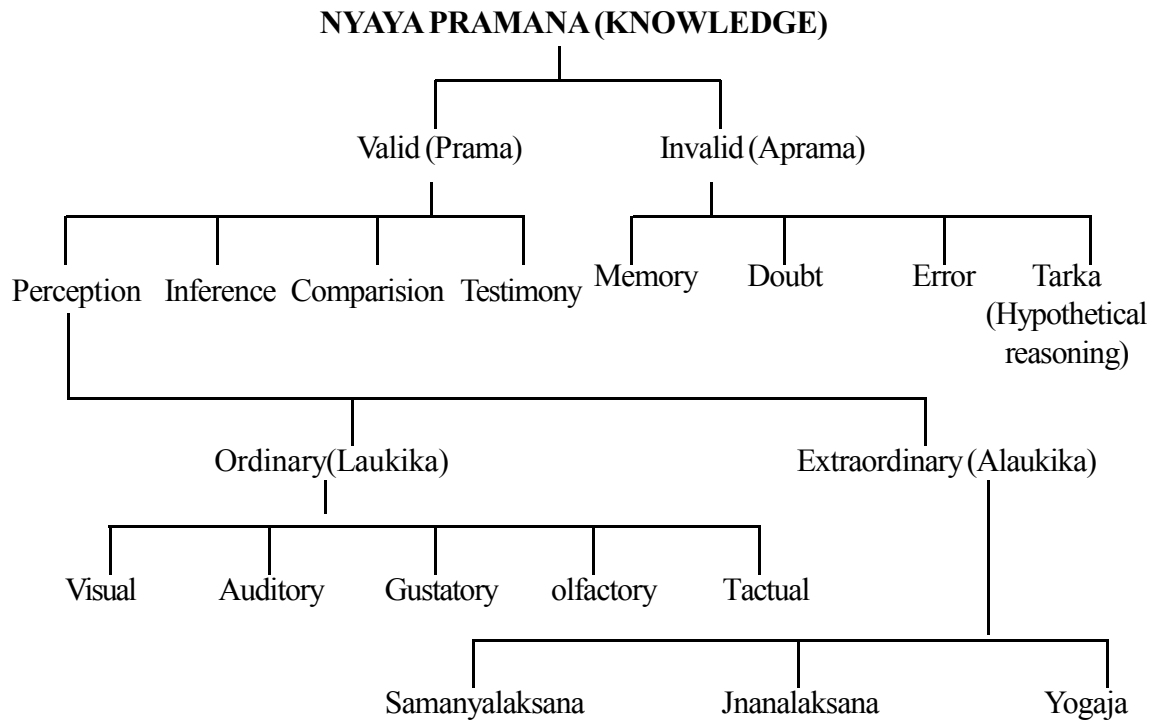 NYAYA PRAMANA (KNOWLEDGE)
Valid (Prama) Invalid (Aprama)
Perception Inference Comparision Testimony Memory Doubt Error Tarka
(Hypothetical
reasoning)
Ordinary(Laukika) Extraordinary (Alaukika)
Visual Auditory Gustatory olfactory Tactual
Samanyalaksana Jnanalaksana Yogaja